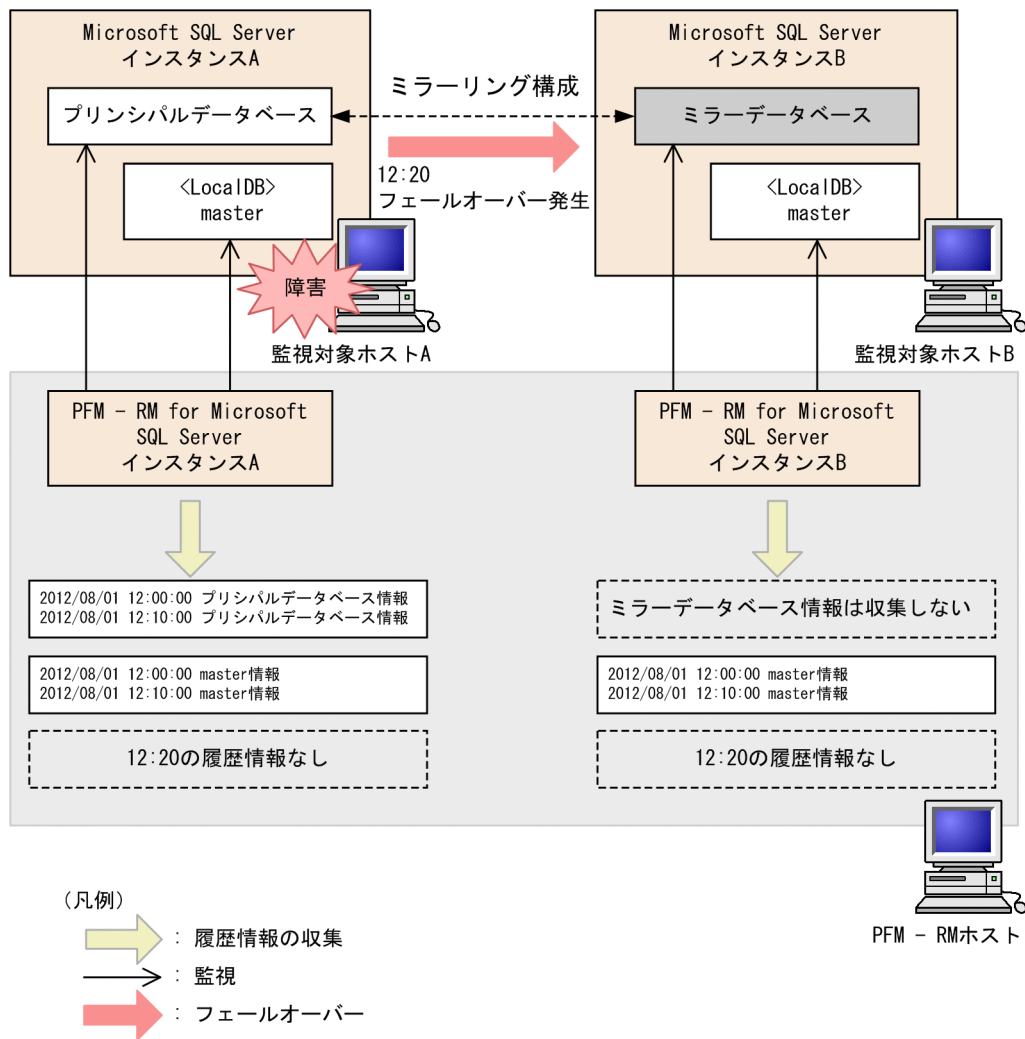 Microsoft SQL Server
インスタンスA
プリンシパルデータベース
<LocalDB>
master
障害
監視対象ホストA
ミラーリング構成
12:20
フェールオーバー発生
Microsoft SQL Server
インスタンスB
ミラーデータベース
<LocalDB>
master
監視対象ホストB
PFM - RM for Microsoft
SQL Server
インスタンスA
2012/08/01 12:00:00 プリシパルデータベース情報
2012/08/01 12:10:00 プリシパルデータベース情報
2012/08/01 12:00:00 master情報
2012/08/01 12:10:00 master情報
12:20の履歴情報なし
PFM - RM for Microsoft
SQL Server
インスタンスB
ミラーデータベース情報は収集しない
2012/08/01 12:00:00 master情報
2012/08/01 12:10:00 master情報
12:20の履歴情報なし
PFM - RMホスト
(凡例)
: 履歴情報の収集
: 監視
: フェールオーバー